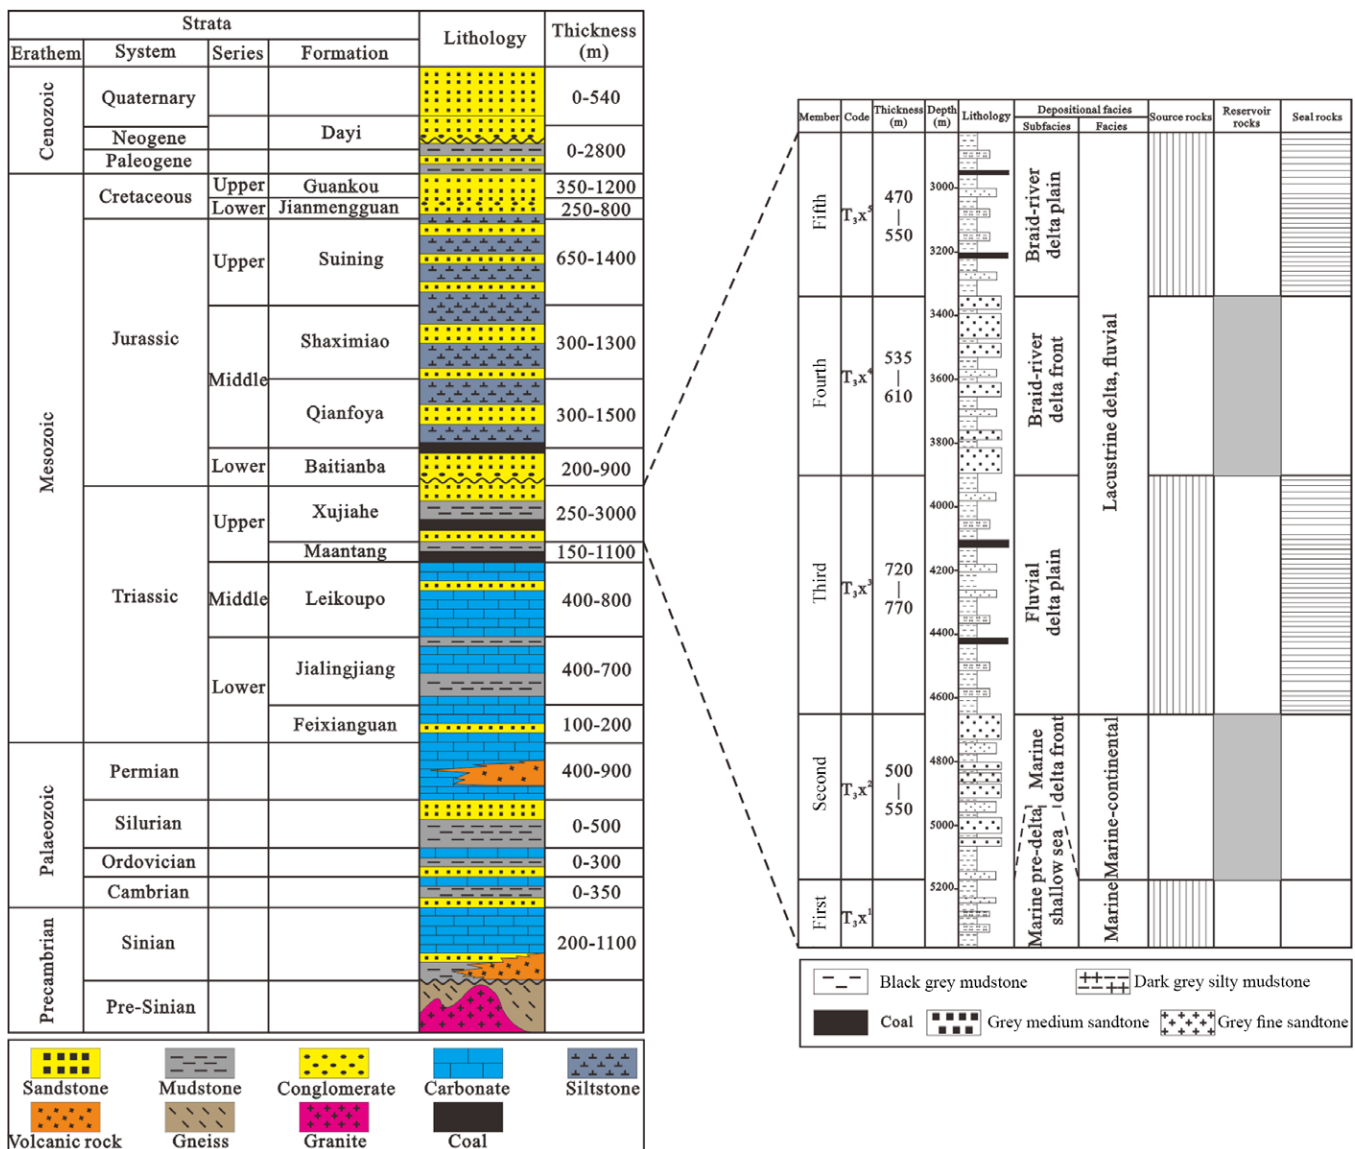 Strata
Lithology
Thickness
(m)
Erathem
System
Series
Formation
Cenozoic
Quaternary
0-540
Neogene
Dayi
0-2800
Paleogene
Mesozoic
Cretaceous
Upper
Guankou
350-1200
Lower
Jianmengguan
250-800
Jurassic
Upper
Suining
650-1400
Middle
Shaximiao
300-1300
Qianfoya
300-1500
Lower
Baitianba
200-900
Triassic
Upper
Xujiahe
250-3000
Maantang
150-1100
Middle
Leikoupo
400-800
Lower
Jialingjiang
400-700
Feixianguan
100-200
Palaeozoic
Permian
400-900
Silurian
0-500
Ordovician
0-300
Cambrian
0-350
Precambrian
Sinian
200-1100
Pre-Sinian
Sandstone
Mudstone
Conglomerate
Carbonate
Siltstone
Volcanic rock
Gneiss
Granite
Coal
Member
Code
Thickness
(m)
Depth
(m)
Lithology
Depositional facies
Subfacies
Facies
Source rocks
Reservoir
rocks
Seal rocks
Fifth
T₃x⁵
470
|
550
3000
3200
Braid-river
delta plain
Lacustrine delta, fluvial
Fourth
T₃x⁴
535
|
610
3400
3600
3800
Braid-river
delta front
Third
T₃x³
720
|
770
4000
4200
4400
4600
Fluvial
delta plain
Second
T₃x²
500
|
550
4800
5000
Marine
delta front
Marine-continental
First
T₃x¹
5200
Marine pre-delta
shallow sea
Marine
Black grey mudstone
Dark grey silty mudstone
Coal
Grey medium sandtone
Grey fine sandtone